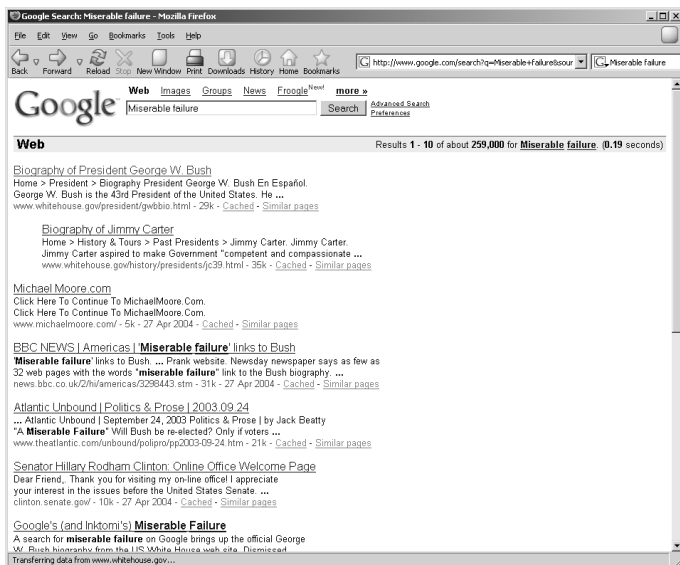 Google Search: Miserable failure - Mozilla Firefox
File Edit View Go Bookmarks Tools Help
Back Forward Reload Stop New Window Print Downloads History Home Bookmarks
http://www.google.com/search?q=Miserable+failure&sour
Miserable failure
Google
Web Images Groups News Froogle New! more »
Miserable failure
Search
Advanced Search
Preferences
Web Results 1 - 10 of about 259,000 for Miserable failure. (0.19 seconds)
Biography of President George W. Bush
Home > President > Biography President George W. Bush En Español.
George W. Bush is the 43rd President of the United States. He ...
www.whitehouse.gov/president/gwbbio.html - 29k - Cached - Similar pages
Biography of Jimmy Carter
Home > History & Tours > Past Presidents > Jimmy Carter. Jimmy Carter.
Jimmy Carter aspired to make Government "competent and compassionate ...
www.whitehouse.gov/history/presidents/jc39.html - 35k - Cached - Similar pages
Michael Moore.com
Click Here To Continue To MichaelMoore.Com.
Click Here To Continue To MichaelMoore.Com.
www.michaelmoore.com/ - 5k - 27 Apr 2004 - Cached - Similar pages
BBC NEWS | Americas | 'Miserable failure' links to Bush
'Miserable failure' links to Bush. ... Prank website. Newsday newspaper says as few as
32 web pages with the words "miserable failure" link to the Bush biography. ...
news.bbc.co.uk/2/hi/americas/3298443.stm - 31k - 27 Apr 2004 - Cached - Similar pages
Atlantic Unbound | Politics & Prose | 2003.09.24
... Atlantic Unbound | September 24, 2003 Politics & Prose | by Jack Beatty
"A Miserable Failure" Will Bush be re-elected? Only if voters ...
www.theatlantic.com/unbound/polipro/pp2003-09-24.htm - 21k - Cached - Similar pages
Senator Hillary Rodham Clinton: Online Office Welcome Page
Dear Friend,. Thank you for visiting my on-line office! I appreciate
your interest in the issues before the United States Senate. ...
clinton.senate.gov/ - 10k - 27 Apr 2004 - Cached - Similar pages
Google's (and Inktomi's) Miserable Failure
A search for miserable failure on Google brings up the official George
W. Bush biography from the US White House web site. Dismissed
Transferring data from www.whitehouse.gov...